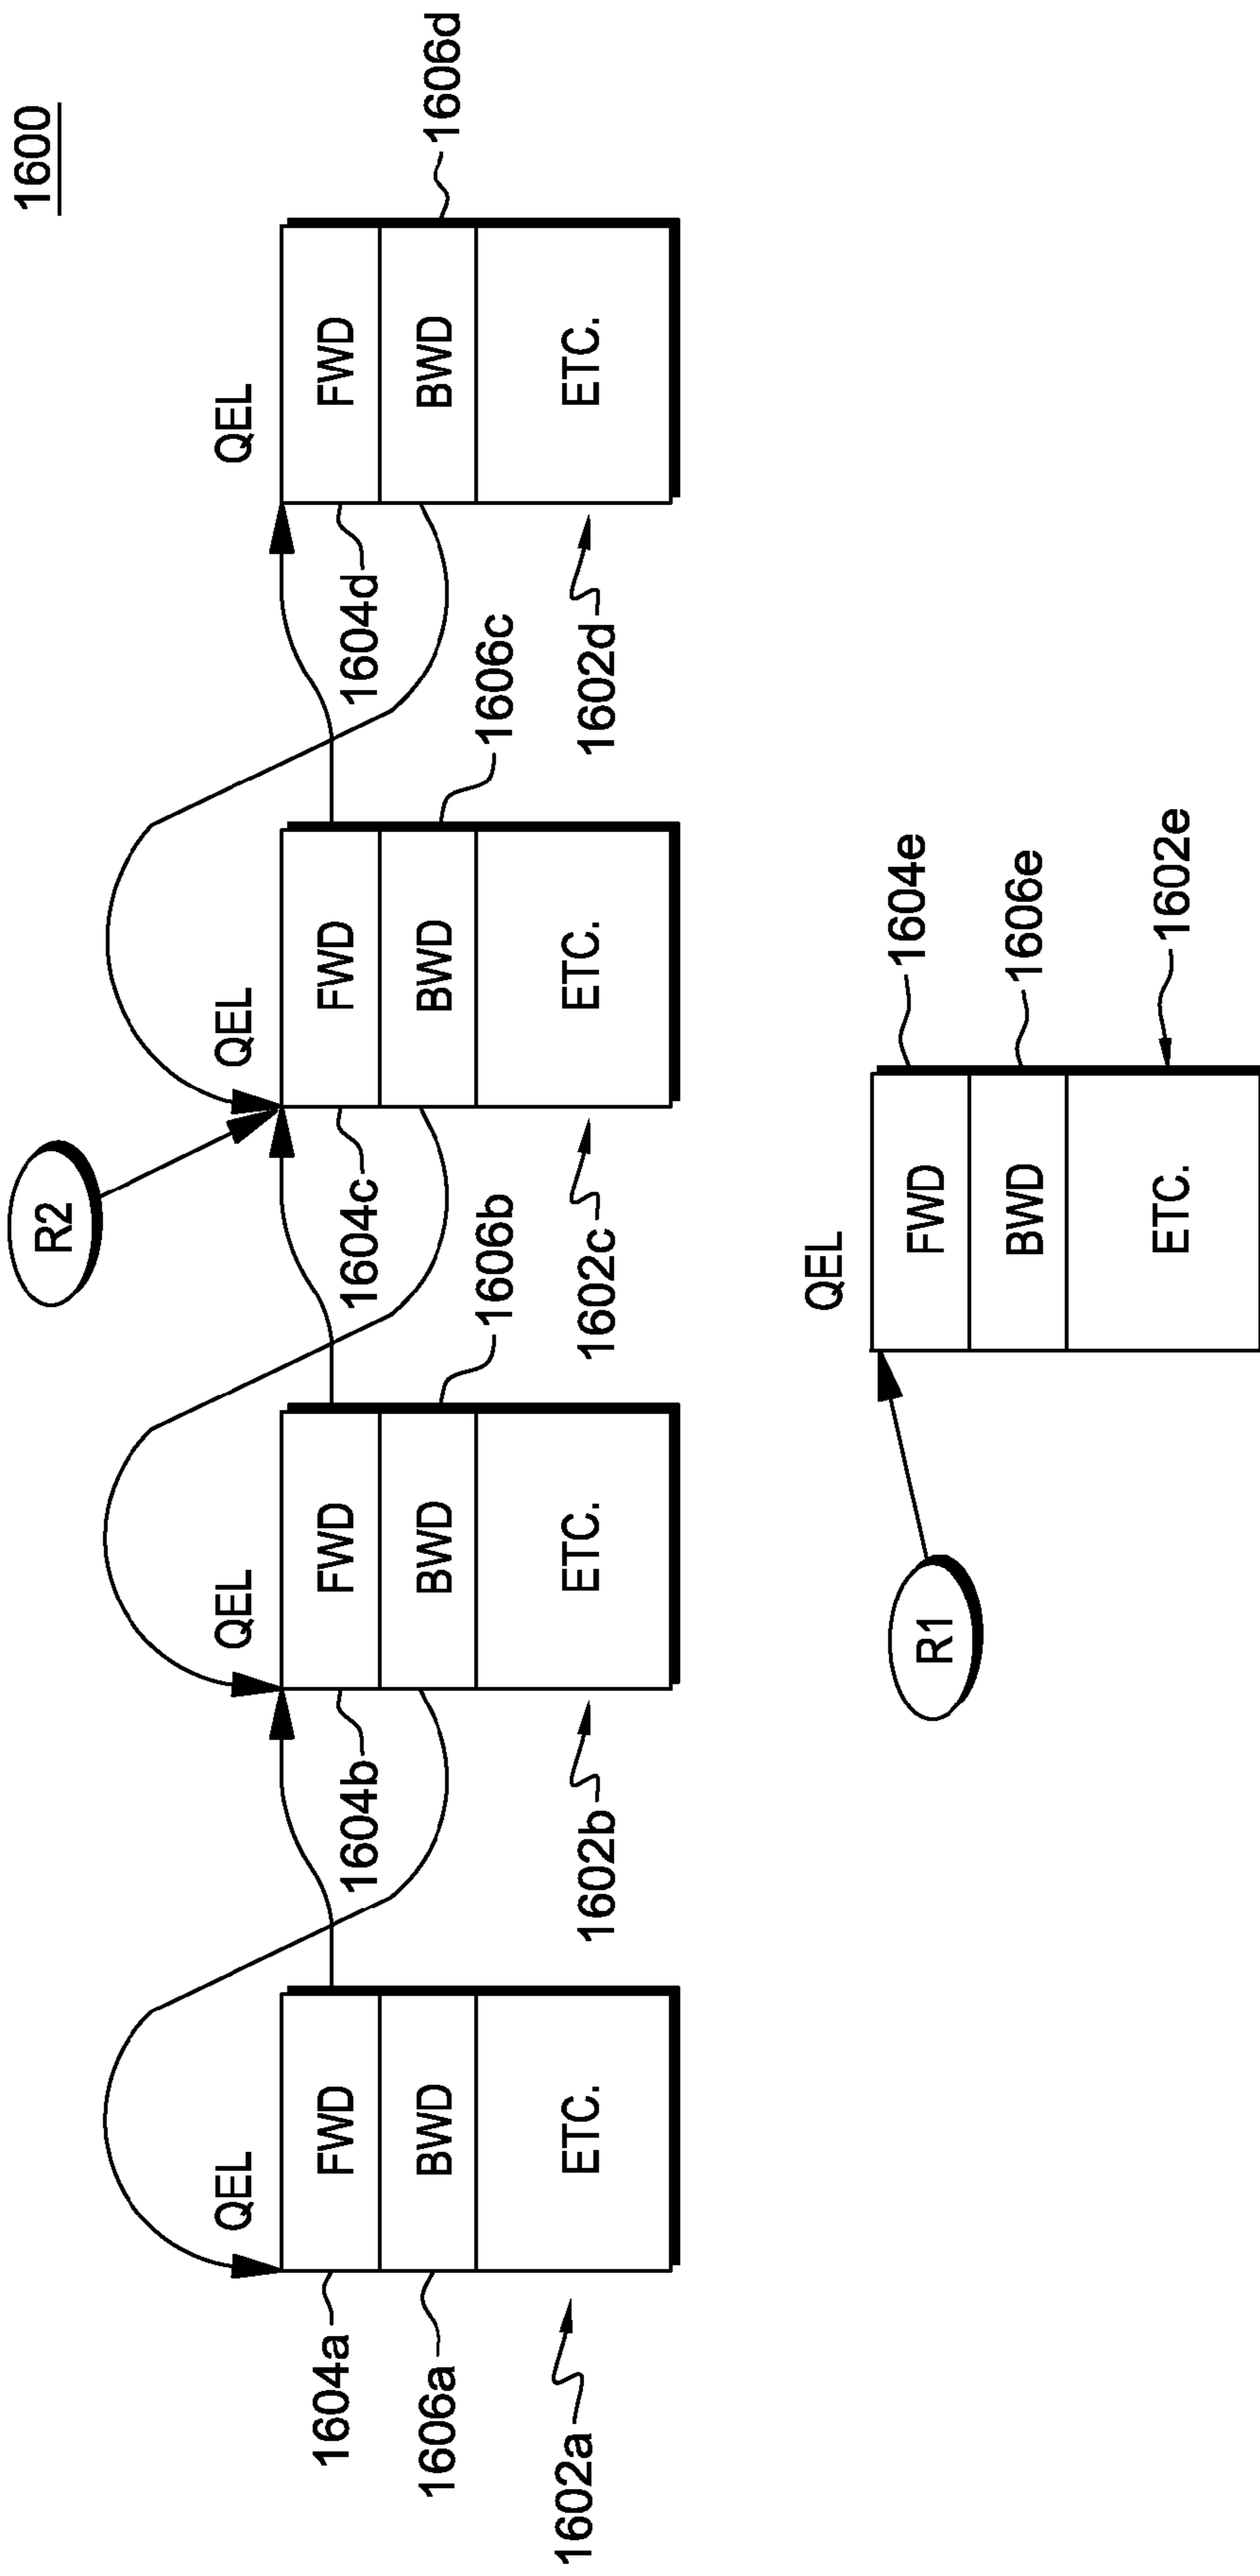 1600
R2
QEL
QEL
QEL
QEL
1604a
FWD
1604b
FWD
1604c
FWD
1604d
FWD
1606a
BWD
BWD
1606b
BWD
1606c
BWD
1606d
1602a
ETC.
1602b
ETC.
1602c
ETC.
1602d
ETC.
QEL
R1
FWD
1604e
BWD
1606e
ETC.
1602e